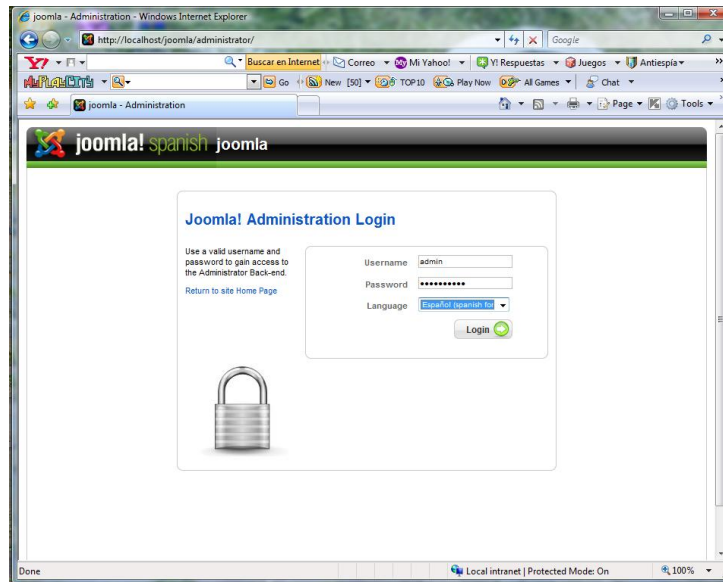 joomla - Administration - Windows Internet Explorer
http://localhost/joomla/administrator/
Google
Y! Buscar en Internet Correo Mi Yahoo! Y! Respuestas Juegos Antiespía
MyPlayCity Go New [50] TOP10 Play Now All Games Chat
joomla - Administration Page Tools
joomla! spanish joomla
Joomla! Administration Login
Use a valid username and
password to gain access to
the Administrator Back-end.
Return to site Home Page
Username admin
Password ••••••••••
Language Español (spanish for
Login
Done Local intranet | Protected Mode: On 100%